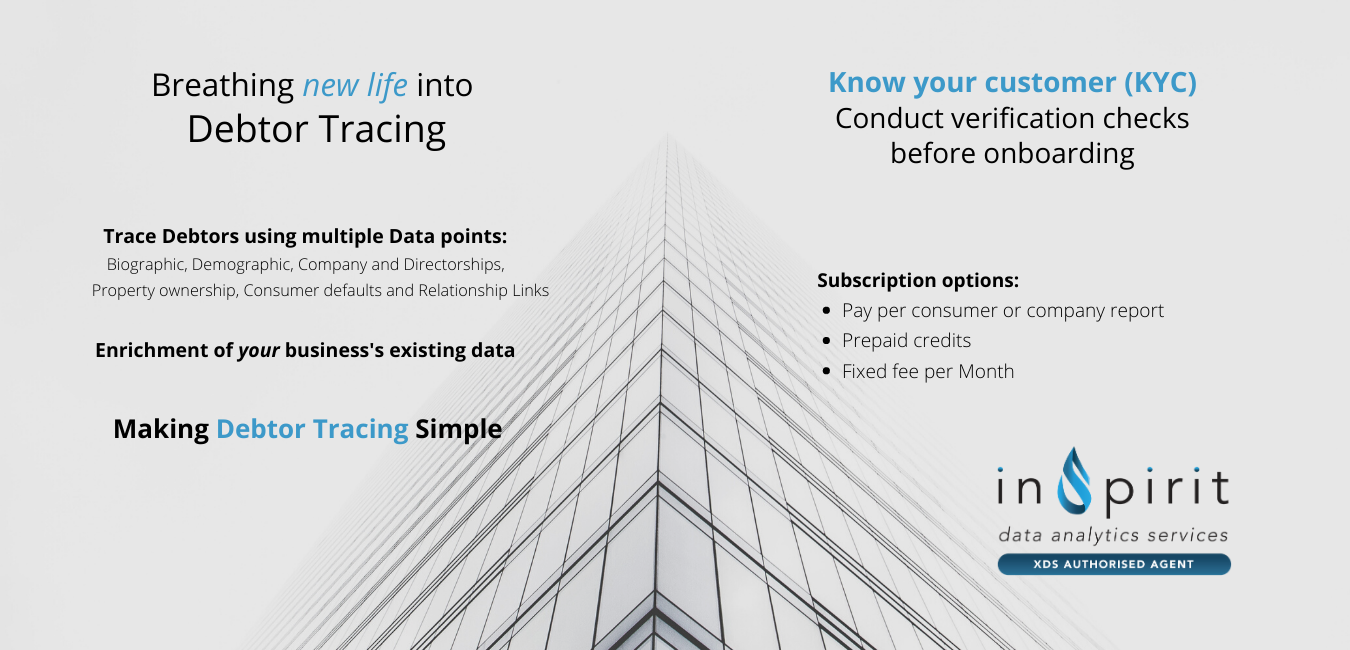 Breathing new life into
Debtor Tracing
Trace Debtors using multiple Data points:
Biographic, Demographic, Company and Directorships,
Property ownership, Consumer defaults and Relationship Links
Enrichment of your business's existing data
Making Debtor Tracing Simple
Know your customer (KYC)
Conduct verification checks
before onboarding
Subscription options:
• Pay per consumer or company report
• Prepaid credits
• Fixed fee per Month
inspirit
data analytics services
XDS AUTHORISED AGENT